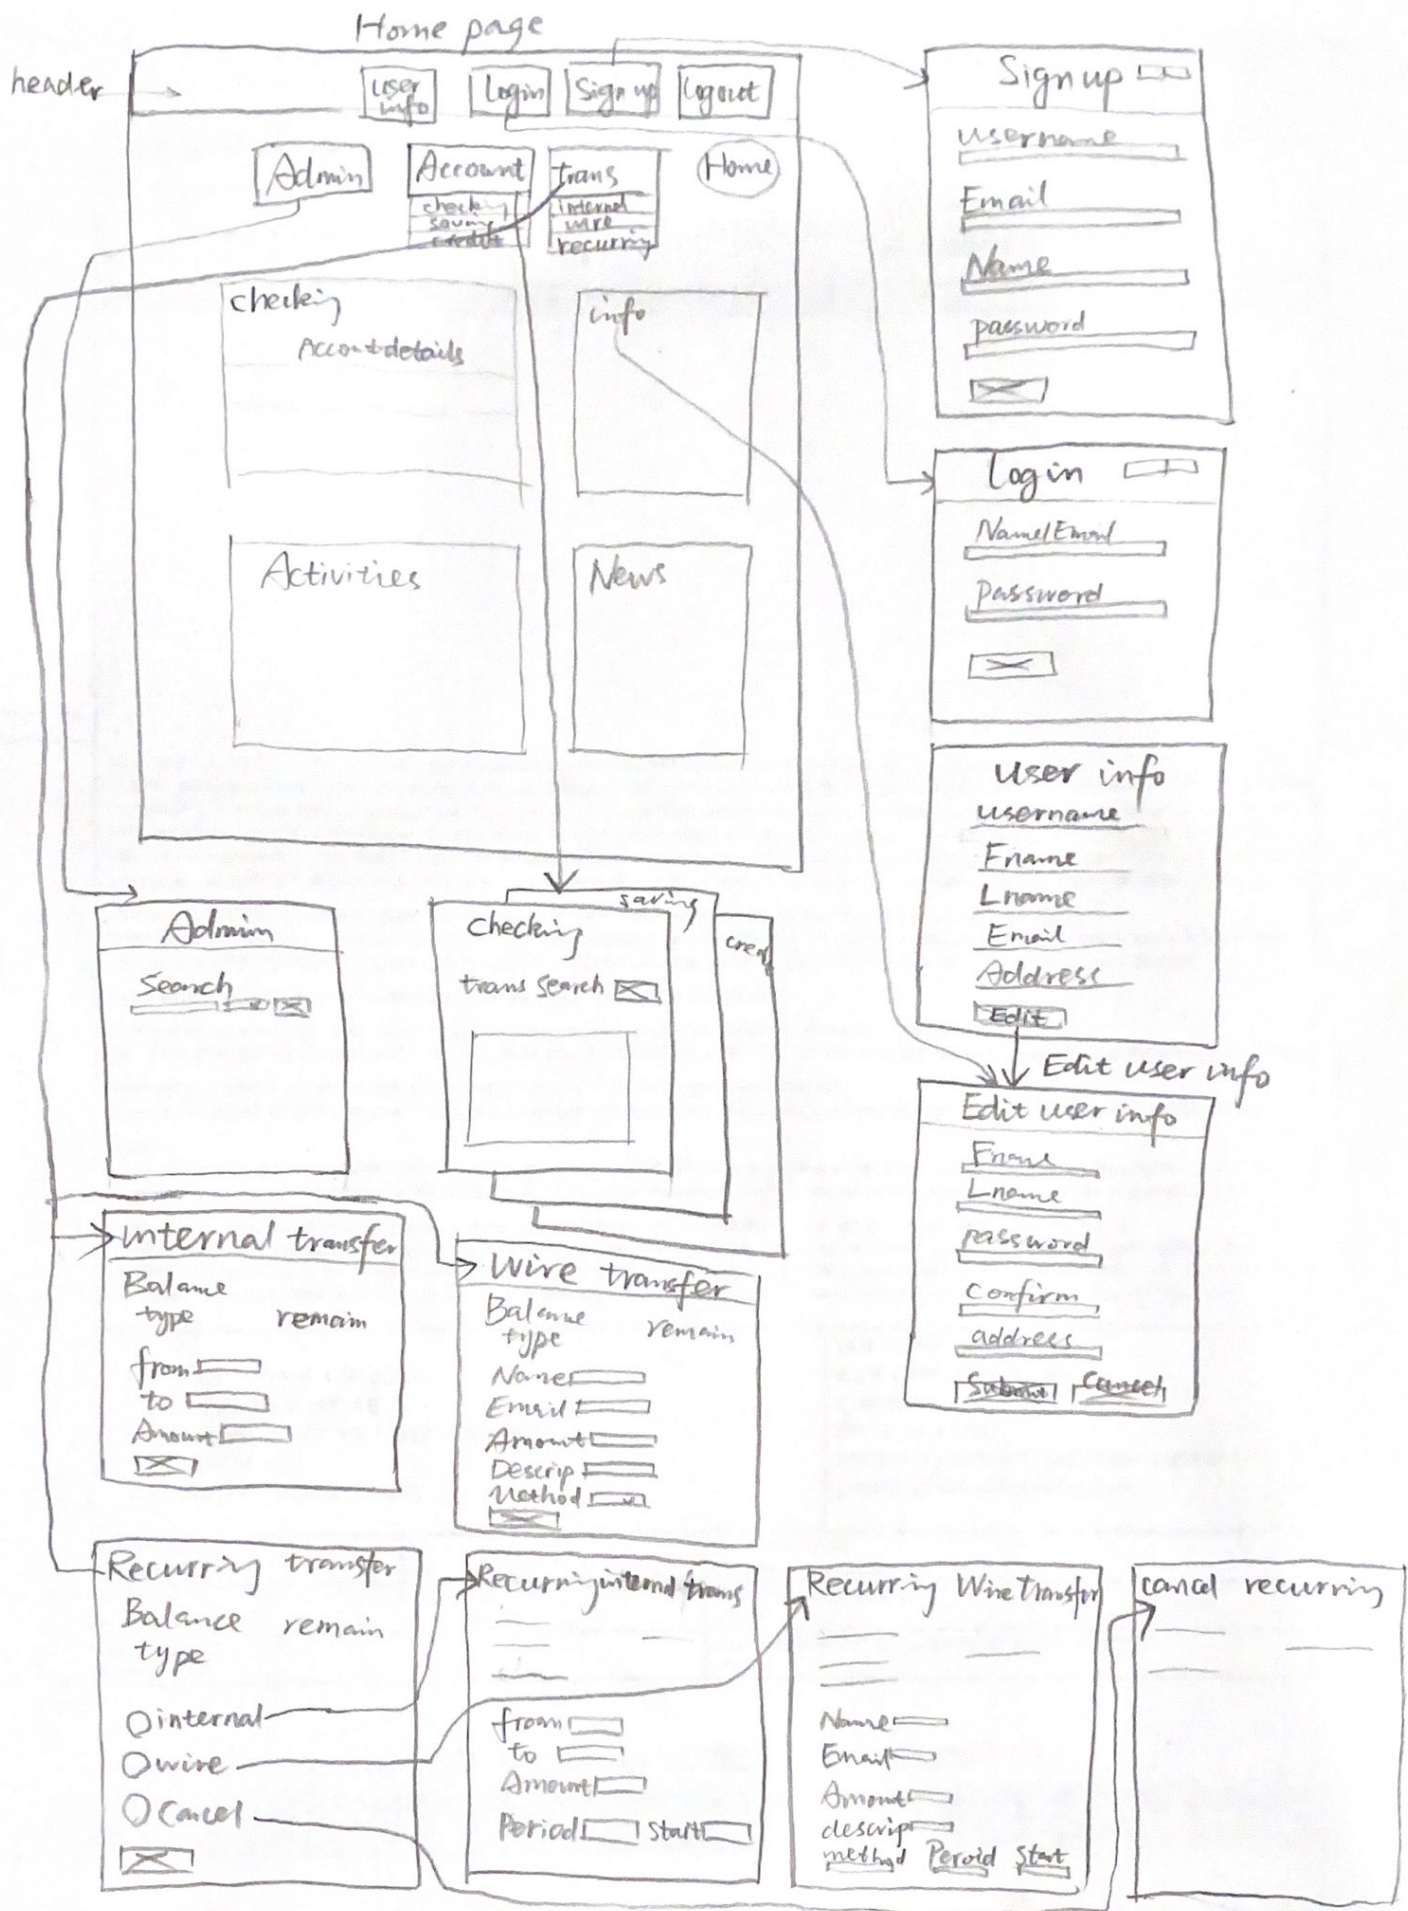 Home page
header
user info
Login
Sign up
Logout
Admin
Account
checking
saving
credit
trans
internal
wire
recurring
Home
checking
Account details
info
Activities
News
Sign up
username
Email
Name
password
Login
Name/Email
Password
user info
username
Fname
Lname
Email
Address
Edit
Edit user info
Edit user info
Fname
Lname
password
Confirm
address
Submit
Cancel
Admin
Search
checking
trans search
saving
cred
Internal transfer
Balance
type remain
from
to
Amount
Wire transfer
Balance
type remain
Name
Email
Amount
Descrip
Method
Recurring transfer
Balance remain
type
internal
wire
Cancel
Recurring internal trans
from
to
Amount
Period start
Recurring Wire Transfer
Name
Email
Amount
descrip
method Peroid Start
cancel recurring